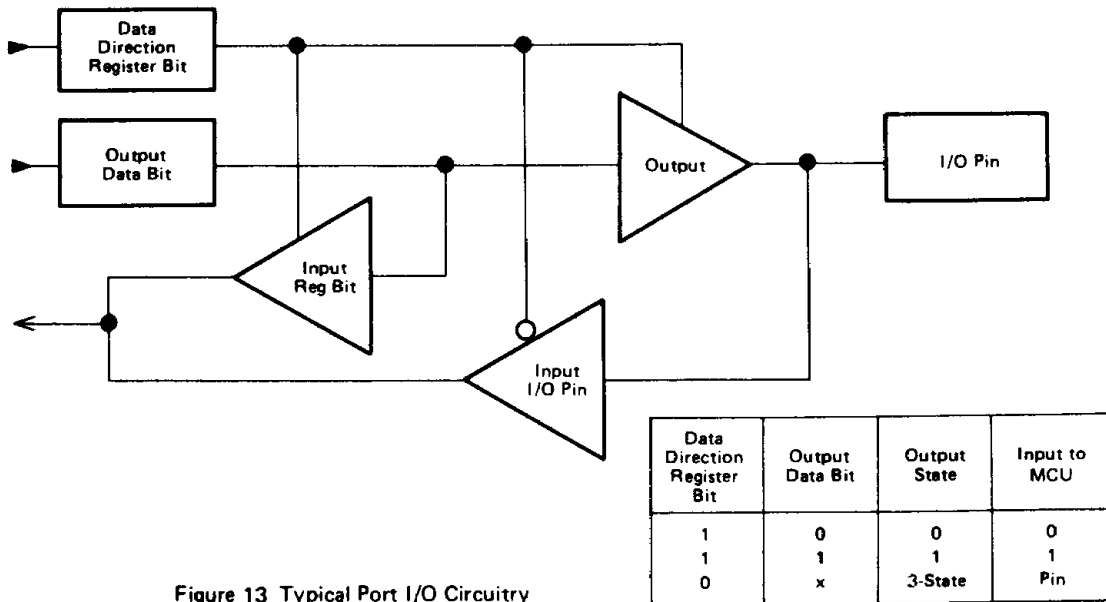 Data
Direction
Register Bit
Output
Data Bit
Output
I/O Pin
Input
Reg Bit
Input
I/O Pin
Data
Direction
Register
Bit
Output
Data Bit
Output
State
Input to
MCU
1 0 0 0
1 1 1 1
0 x 3-State Pin
Figure 13 Typical Port I/O Circuitry